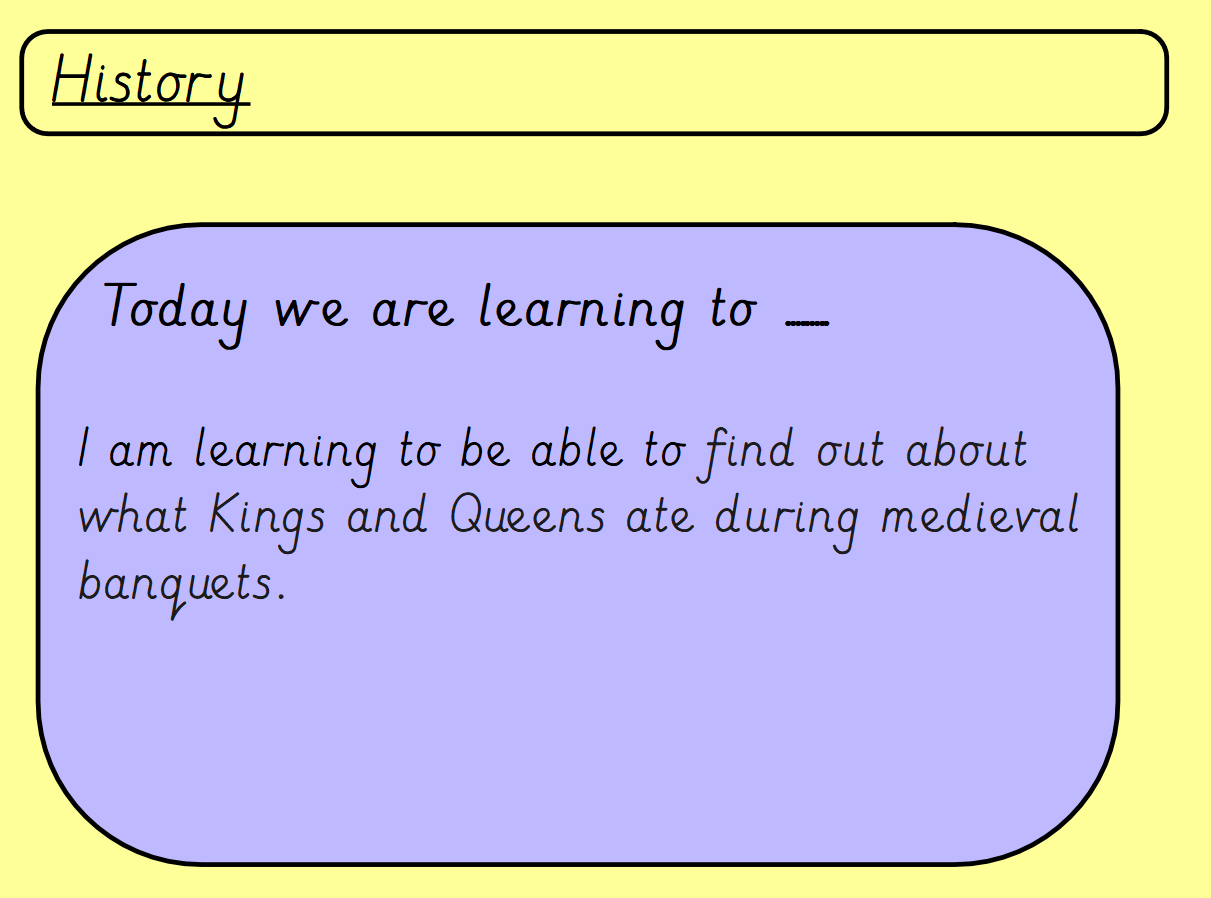 History
Today we are learning to ......
I am learning to be able to find out about
what Kings and Queens ate during medieval
banquets.